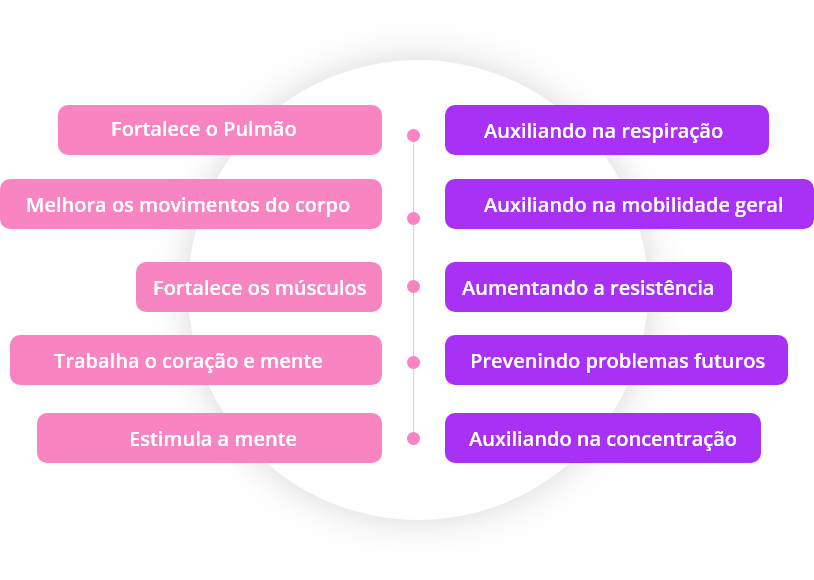 Fortalece o Pulmão
Auxiliando na respiração
Melhora os movimentos do corpo
Auxiliando na mobilidade geral
Fortalece os músculos
Aumentando a resistência
Trabalha o coração e mente
Prevenindo problemas futuros
Estimula a mente
Auxiliando na concentração